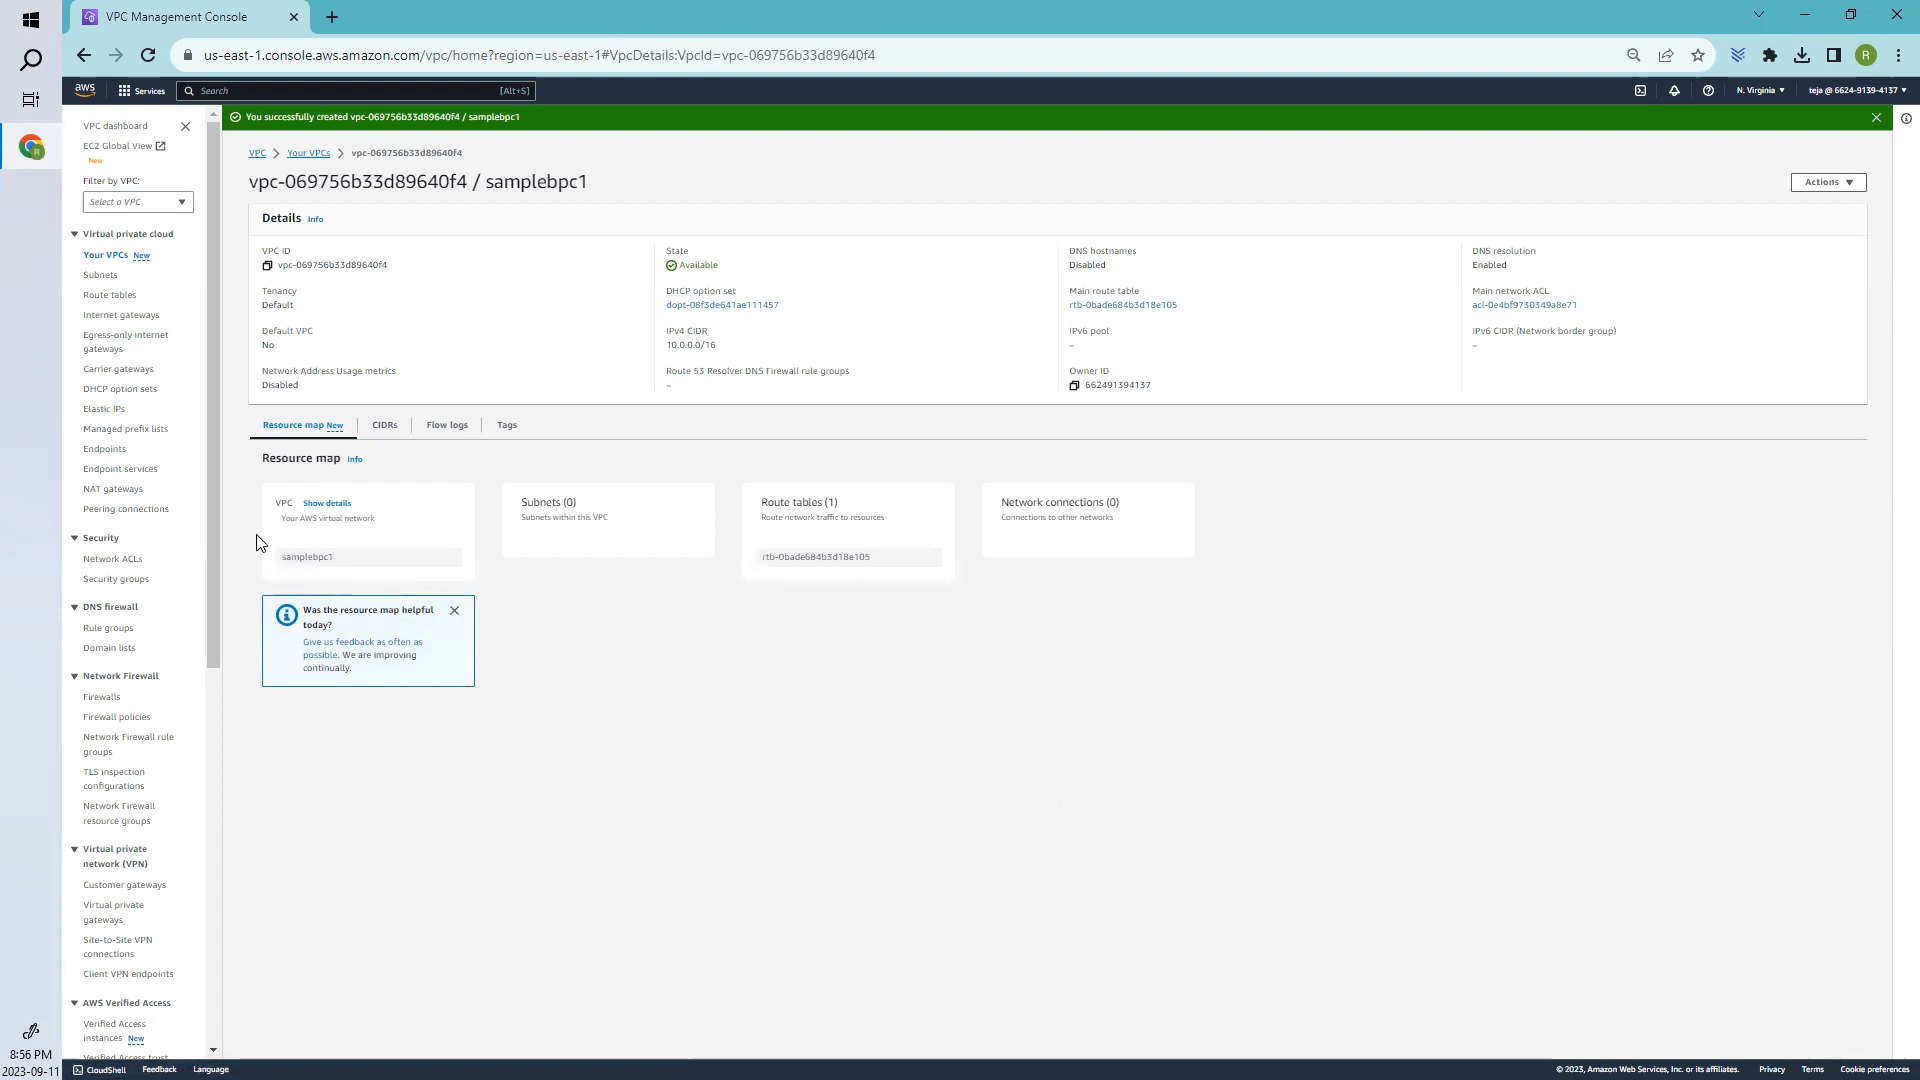 VPC Management Console
us-east-1.console.aws.amazon.com/vpc/home?region=us-east-1#VpcDetails:VpcId=vpc-069756b33d89640f4
R
aws
Services
Search
[Alt+S]
N. Virginia
teja @ 6624-9139-4137
VPC dashboard
EC2 Global View
New
Filter by VPC:
Select a VPC
Virtual private cloud
Your VPCs New
Subnets
Route tables
Internet gateways
Egress-only internet
gateways
Carrier gateways
DHCP option sets
Elastic IPs
Managed prefix lists
Endpoints
Endpoint services
NAT gateways
Peering connections
Security
Network ACLs
Security groups
DNS firewall
Rule groups
Domain lists
Network Firewall
Firewalls
Firewall policies
Network Firewall rule
groups
TLS inspection
configurations
Network Firewall
resource groups
Virtual private
network (VPN)
Customer gateways
Virtual private
gateways
Site-to-Site VPN
connections
Client VPN endpoints
AWS Verified Access
Verified Access
instances New
Verified Access trust
You successfully created vpc-069756b33d89640f4 / samplebpc1
VPC
Your VPCs
vpc-069756b33d89640f4
vpc-069756b33d89640f4 / samplebpc1
Actions
Details Info
VPC ID
vpc-069756b33d89640f4
State
Available
DNS hostnames
Disabled
DNS resolution
Enabled
Tenancy
Default
DHCP option set
dopt-08f3de641ae111457
Main route table
rtb-0bade684b3d18e105
Main network ACL
acl-0e4bf9730349a8e71
Default VPC
No
IPv4 CIDR
10.0.0.0/16
IPv6 pool
–
IPv6 CIDR (Network border group)
–
Network Address Usage metrics
Disabled
Route 53 Resolver DNS Firewall rule groups
–
Owner ID
662491394137
Resource map New
CIDRs
Flow logs
Tags
Resource map Info
VPC Show details
Your AWS virtual network
samplebpc1
Subnets (0)
Subnets within this VPC
Route tables (1)
Route network traffic to resources
rtb-0bade684b3d18e105
Network connections (0)
Connections to other networks
Was the resource map helpful
today?
Give us feedback as often as
possible. We are improving
continually.
8:56 PM
2023-09-11
CloudShell
Feedback
Language
© 2023, Amazon Web Services, Inc. or its affiliates.
Privacy
Terms
Cookie preferences